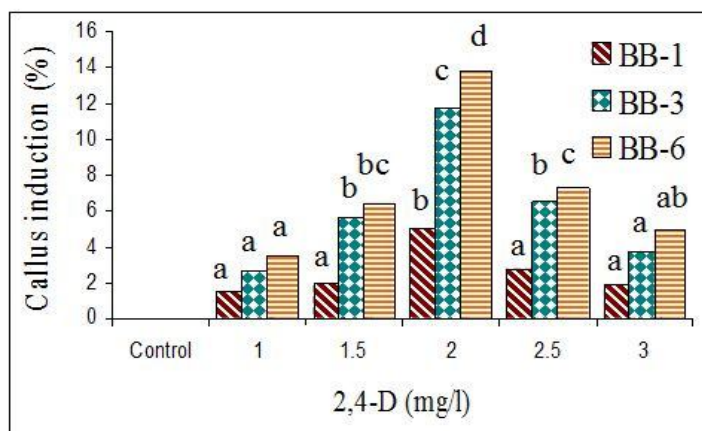 16
14
12
10
8
6
4
2
0
Callus induction (%)
a a a
a b bc
b c d
a b c
a a ab
BB-1
BB-3
BB-6
Control 1 1.5 2 2.5 3
2,4-D (mg/l)